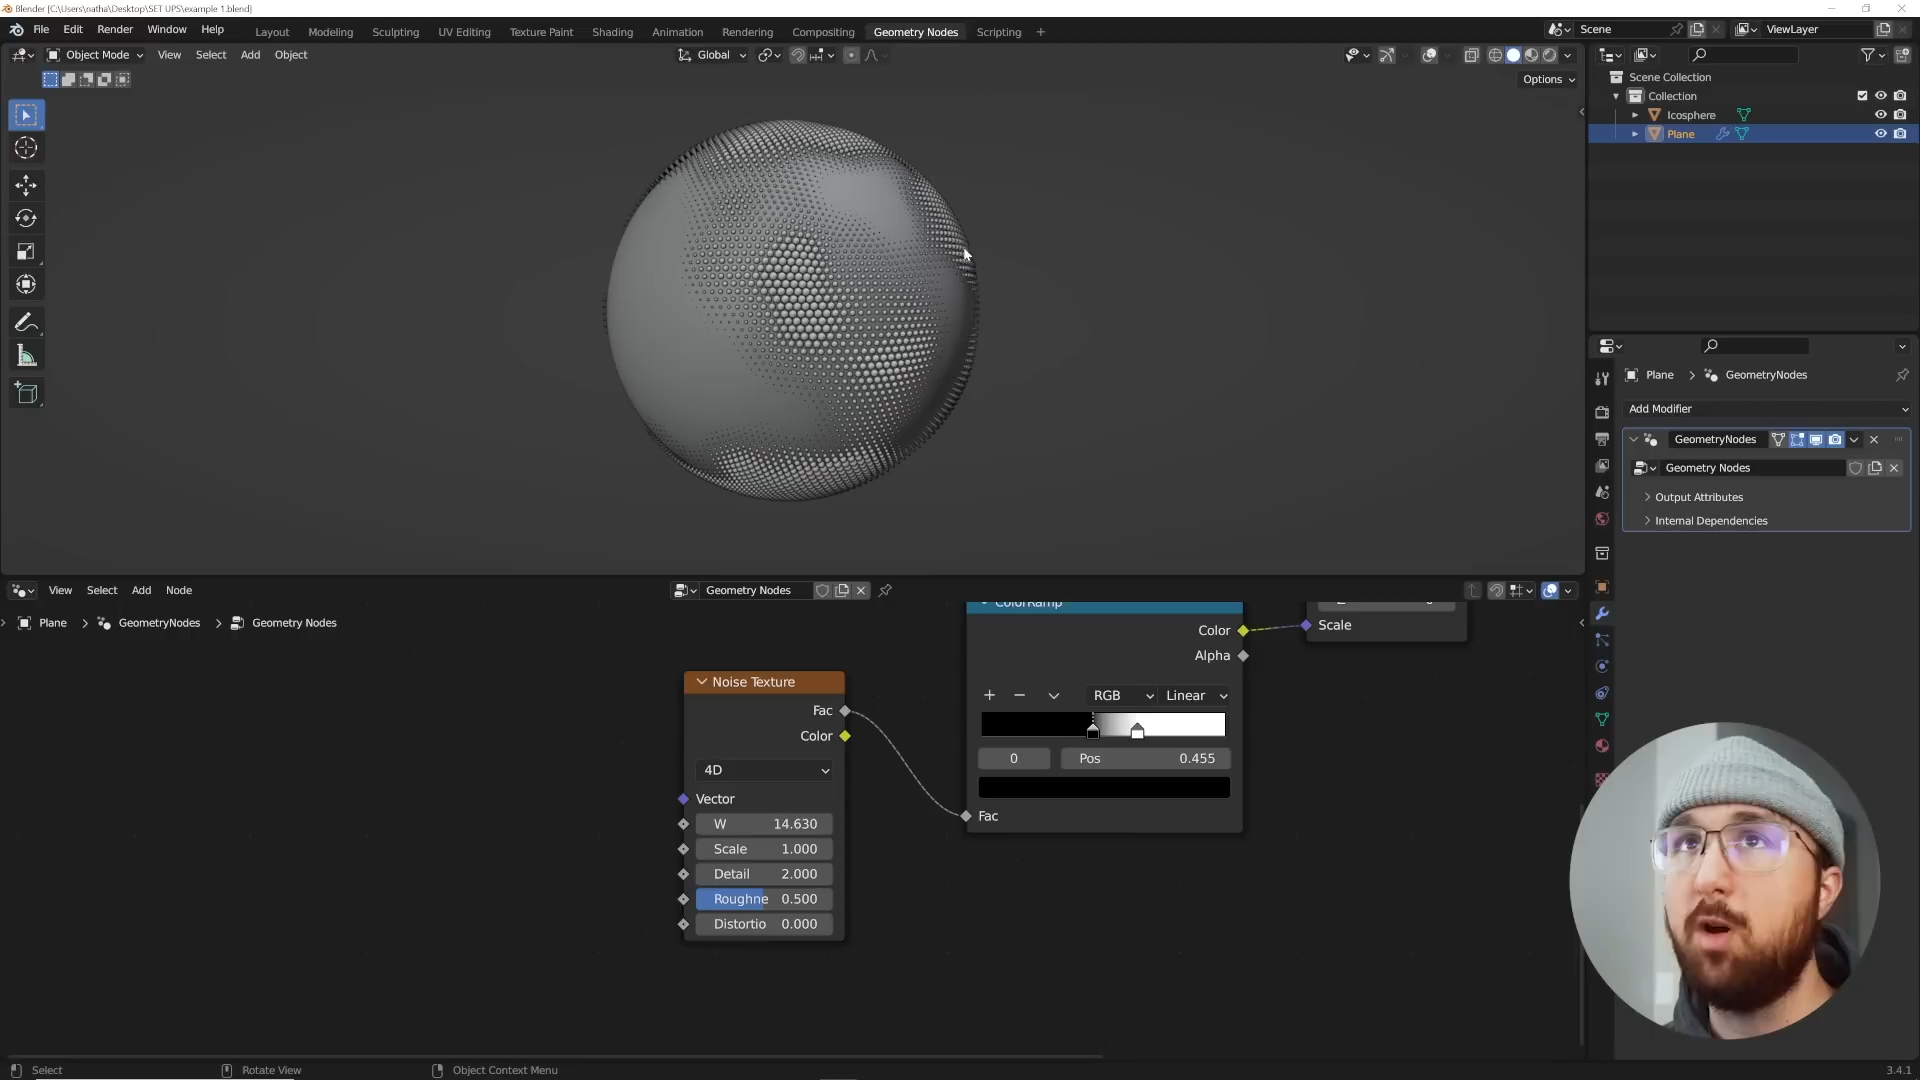 Blender [C:\Users\natha\Desktop\SET UPS\example 1.blend]
File Edit Render Window Help
Layout Modeling Sculpting UV Editing Texture Paint Shading Animation Rendering Compositing Geometry Nodes Scripting
Scene
ViewLayer
Object Mode View Select Add Object
Global
Options
Scene Collection
Collection
Icosphere
Plane
Plane GeometryNodes
Add Modifier
GeometryNodes
Geometry Nodes
Output Attributes
Internal Dependencies
View Select Add Node
Geometry Nodes
Plane GeometryNodes Geometry Nodes
Noise Texture
Fac
Color
4D
Vector
W 14.630
Scale 1.000
Detail 2.000
Roughne 0.500
Distortio 0.000
ColorRamp
Color
Alpha
RGB Linear
0 Pos 0.455
Fac
Scale
Select Rotate View Object Context Menu
3.4.1